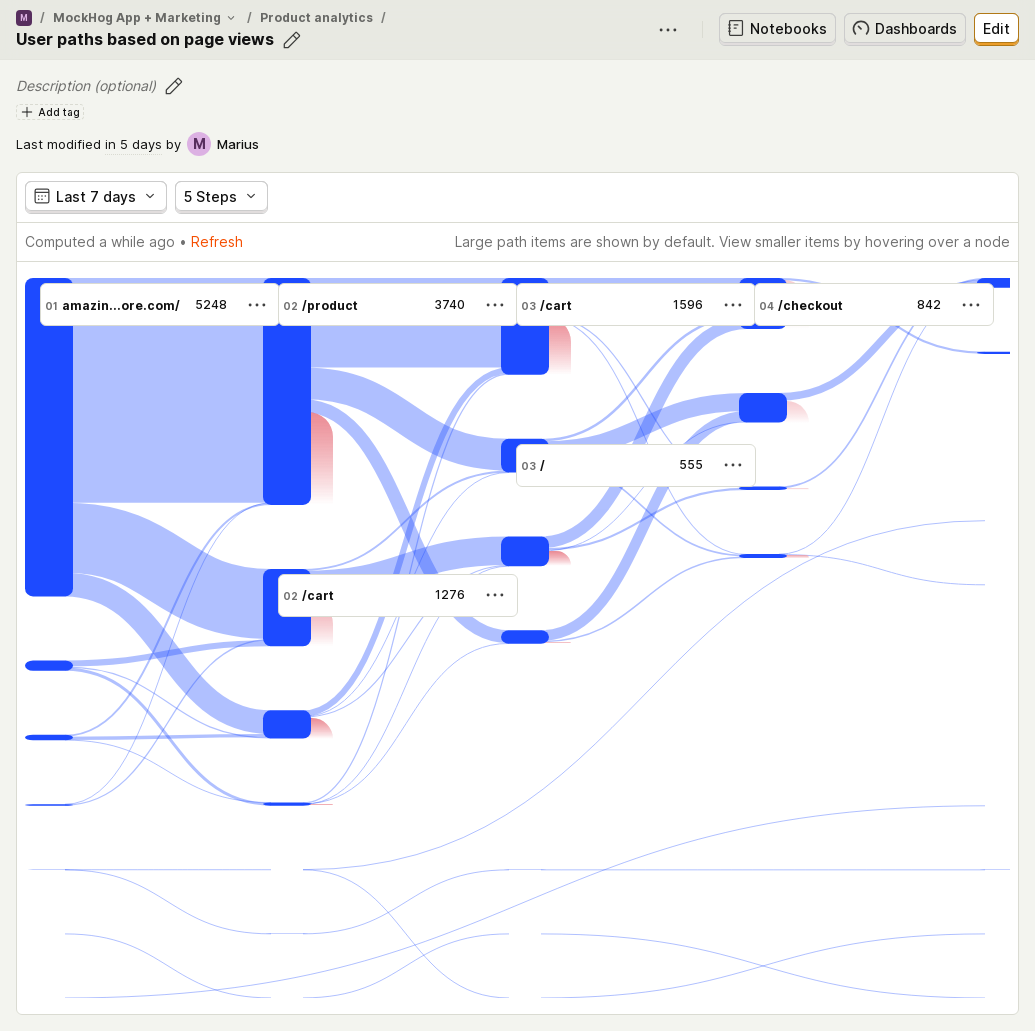 M / MockHog App + Marketing / Product analytics /
User paths based on page views
Notebooks
Dashboards
Edit
Description (optional)
Add tag
Last modified in 5 days by M Marius
Last 7 days
5 Steps
Computed a while ago • Refresh
Large path items are shown by default. View smaller items by hovering over a node
01 amazin...ore.com/ 5248
02 /product 3740
03 /cart 1596
04 /checkout 842
03 / 555
02 /cart 1276